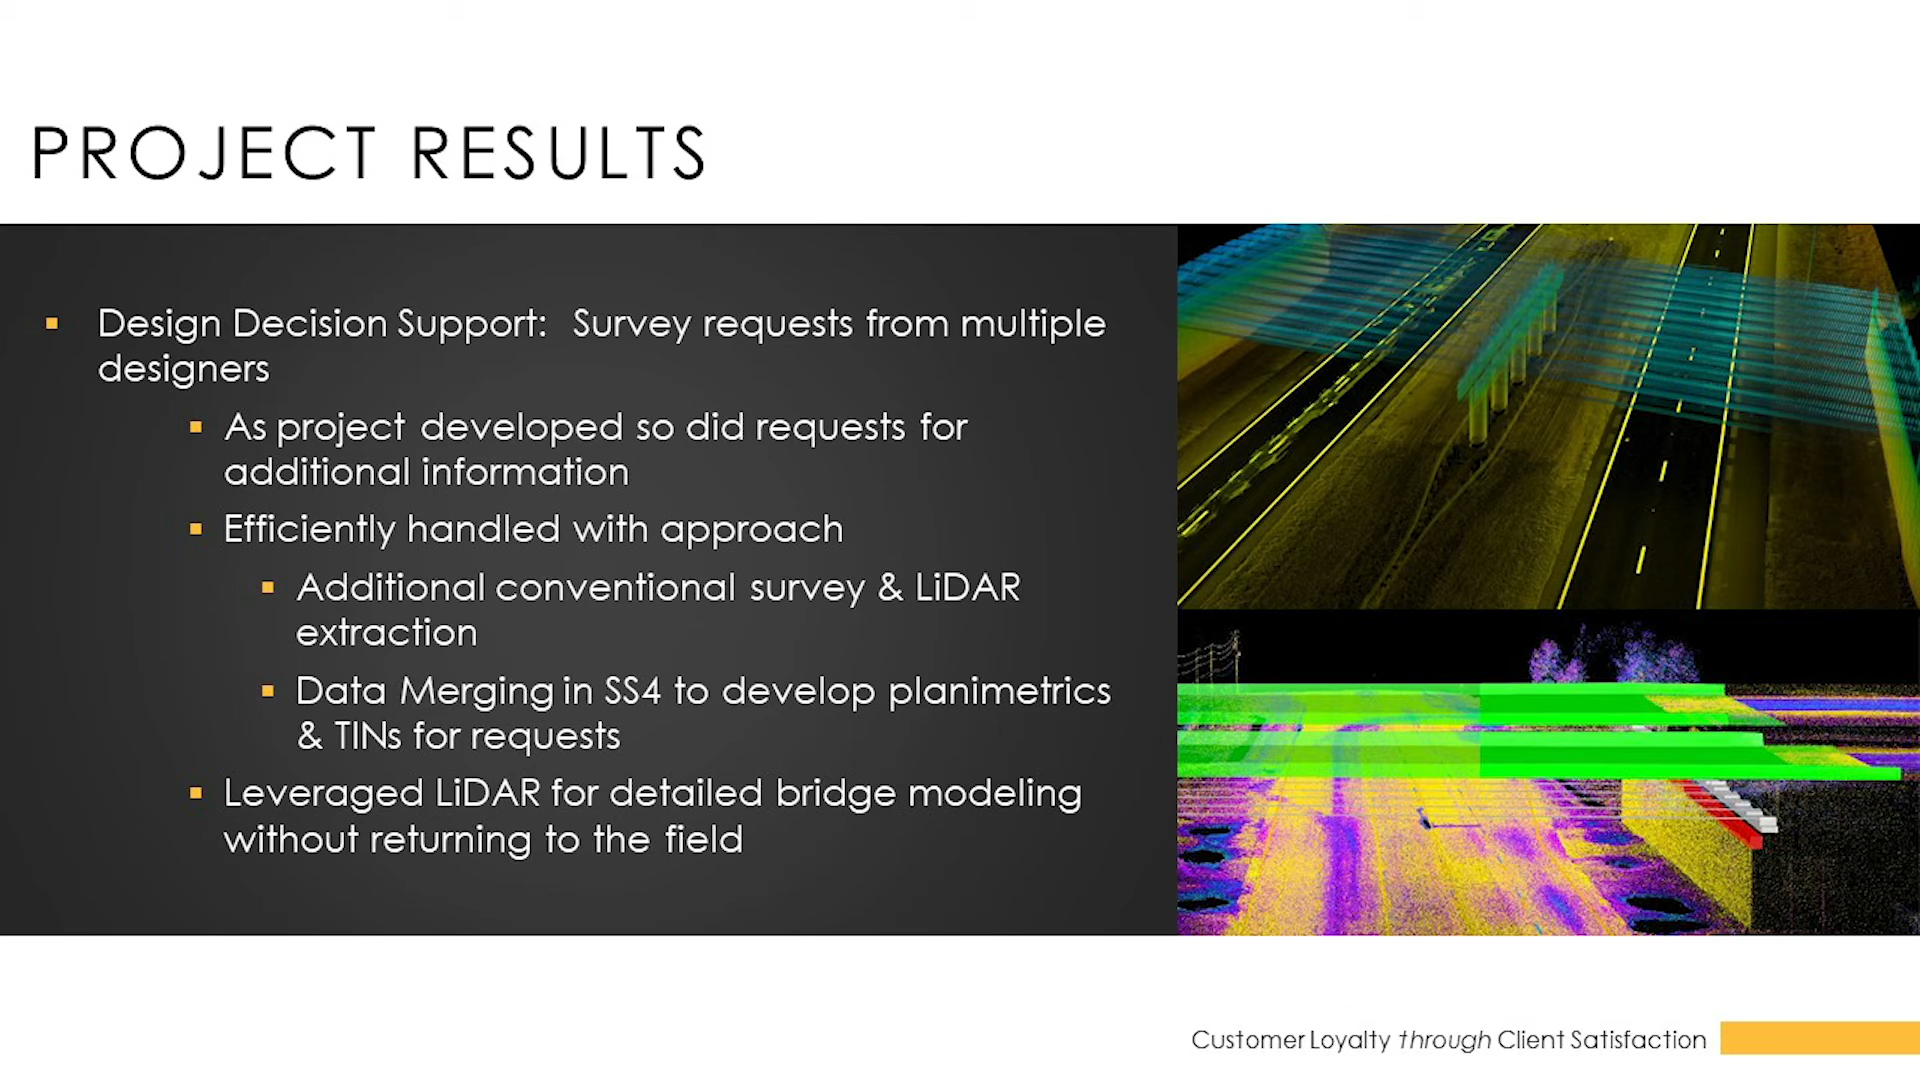 PROJECT RESULTS
Design Decision Support: Survey requests from multiple
designers
As project developed so did requests for
additional information
Efficiently handled with approach
Additional conventional survey & LiDAR
extraction
Data Merging in SS4 to develop planimetrics
& TINs for requests
Leveraged LiDAR for detailed bridge modeling
without returning to the field
Customer Loyalty through Client Satisfaction